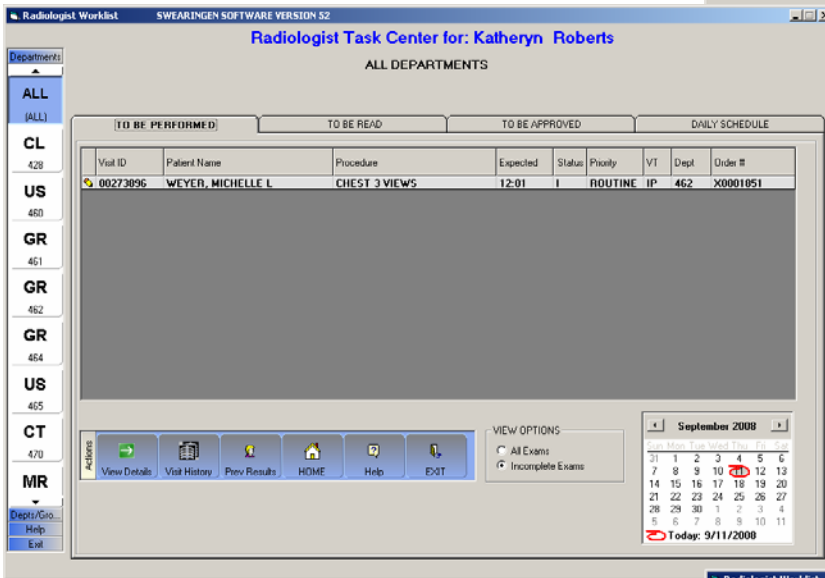 Radiologist Worklist SWEARINGEN SOFTWARE VERSION 52
Radiologist Task Center for: Katheryn Roberts
ALL DEPARTMENTS
Departments
ALL
(ALL)
CL
428
US
460
GR
461
GR
462
GR
464
US
465
CT
470
MR
Depts/Gro...
Help
Exit
TO BE PERFORMED TO BE READ TO BE APPROVED DAILY SCHEDULE
Visit ID Patient Name Procedure Expected Status Priority VT Dept Order #
00273896 WEYER, MICHELLE L CHEST 3 VIEWS 12:01 I ROUTINE IP 462 X0001851
Actions
View Details Visit History Prev Results HOME Help EXIT
VIEW OPTIONS
All Exams
Incomplete Exams
September 2008
Sun Mon Tue Wed Thu Fri Sat
31 1 2 3 4 5 6
7 8 9 10 11 12 13
14 15 16 17 18 19 20
21 22 23 24 25 26 27
28 29 30 1 2 3 4
5 6 7 8 9 10 11
Today: 9/11/2008